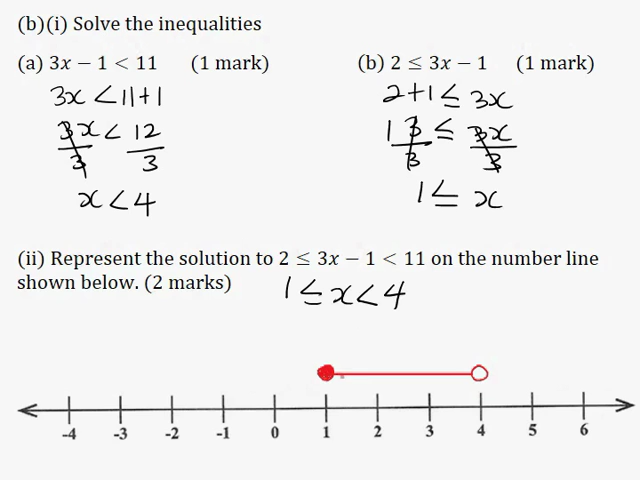 (b)(i) Solve the inequalities
(a) 3x − 1 < 11 (1 mark) (b) 2 ≤ 3x − 1 (1 mark)
3x < 11+1 2+1 ≤ 3x
3x/3 < 12/3 1 3/3 ≤ 3x/3
x < 4 1 ≤ x
(ii) Represent the solution to 2 ≤ 3x − 1 < 11 on the number line
shown below. (2 marks) 1 ≤ x < 4
-4 -3 -2 -1 0 1 2 3 4 5 6